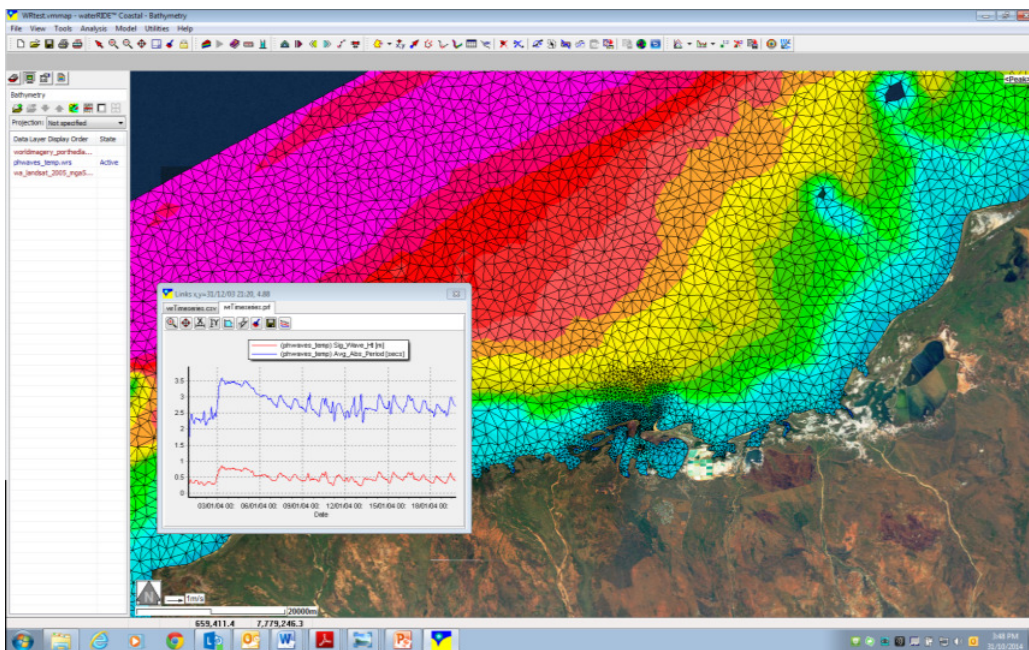 WRtest.vmmap - waterRIDE™ Coastal - Bathymetry
File View Tools Analysis Model Utilities Help
<Peak>
Bathymetry
Projection: Not specified
Data Layer Display Order State
worldimagery_porthedla...
phwaves_temp.wrs Active
wa_landsat_2005_mga5...
Links x,y=31/12/03 21:20, 4.88
wrTimeseries.csv wrTimeseries.prf
(phwaves_temp) Sig_Wave_Ht [m]
(phwaves_temp) Avg_Abs_Period [secs]
3.5
3
2.5
2
1.5
1
0.5
0
03/01/04 00: 06/01/04 00: 09/01/04 00: 12/01/04 00: 15/01/04 00: 18/01/04 00:
Date
N
1m/s
20000m
659,411.4 7,779,246.3
3:48 PM
31/10/2014